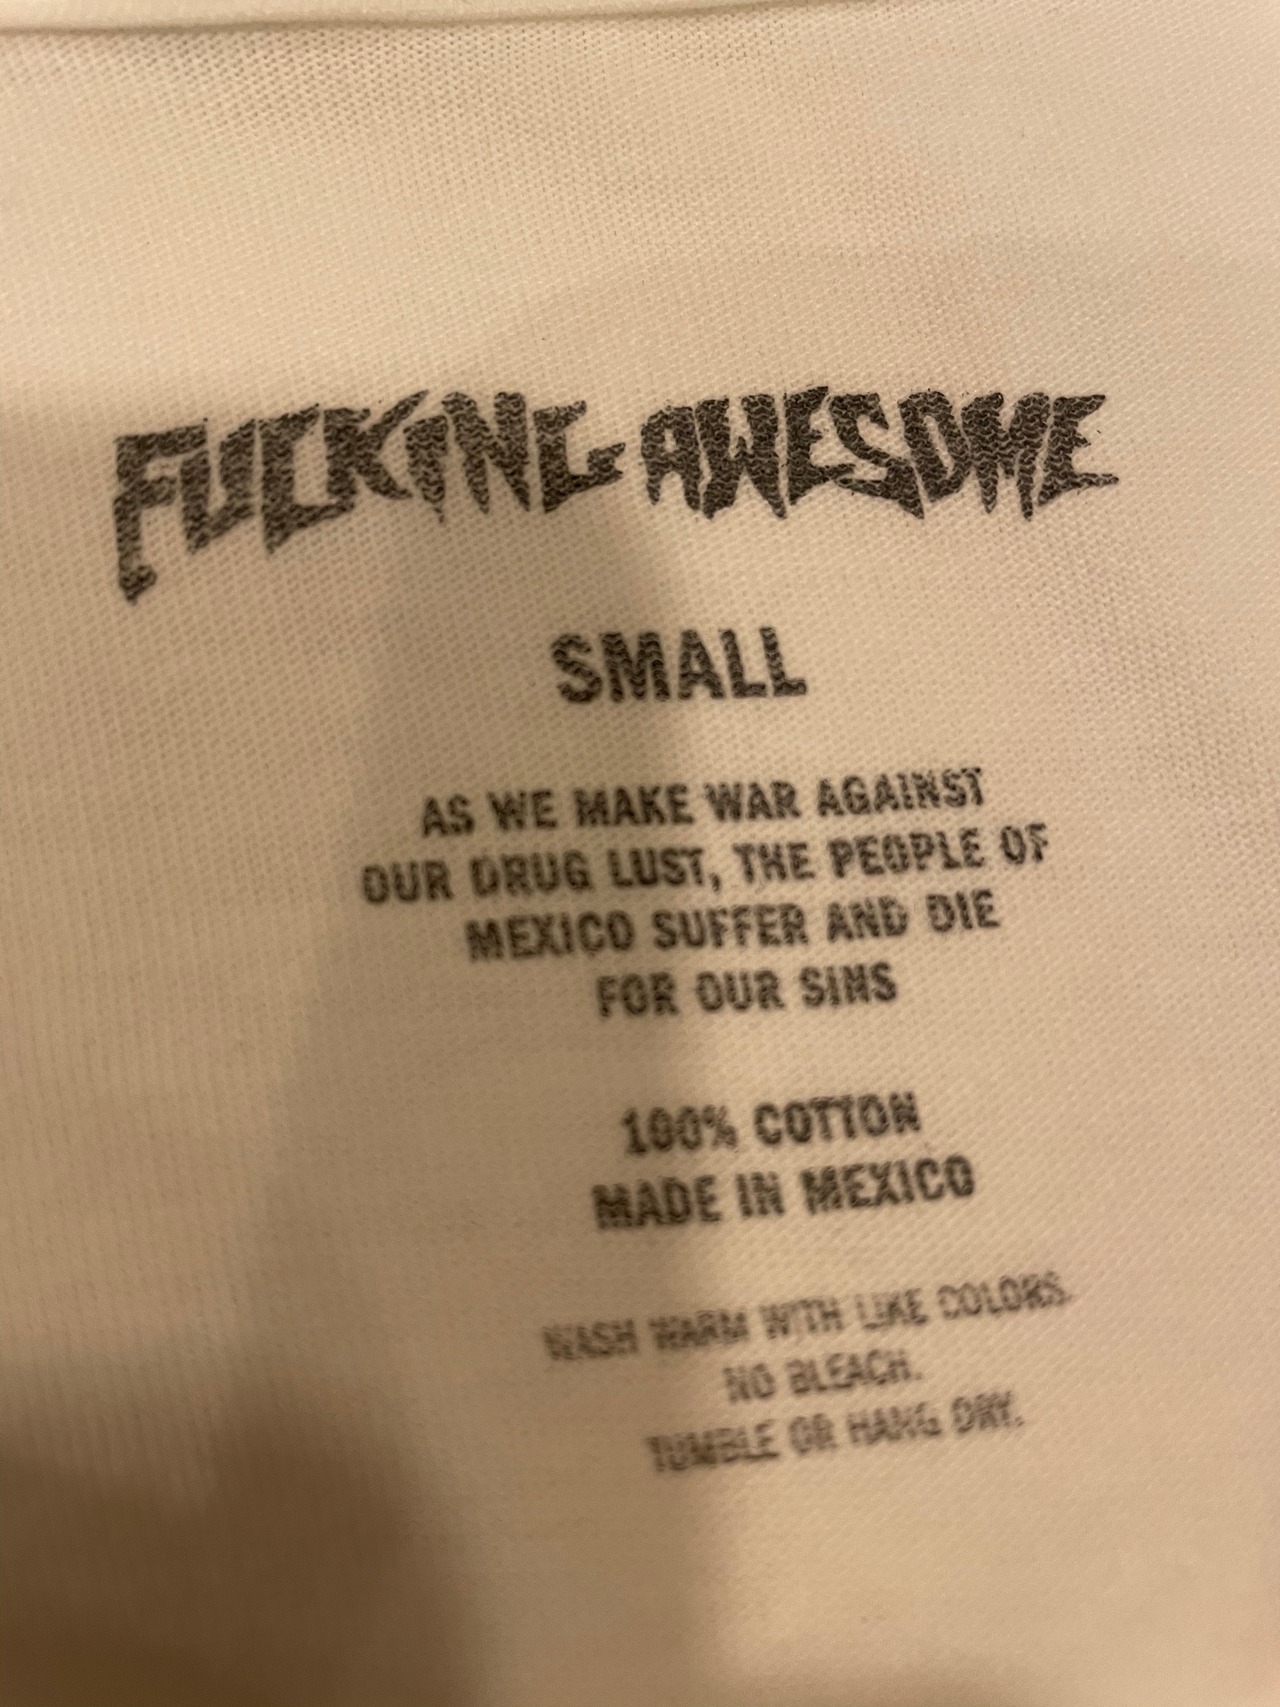 FUCKING AWESOME
SMALL
AS WE MAKE WAR AGAINST
OUR DRUG LUST, THE PEOPLE OF
MEXICO SUFFER AND DIE
FOR OUR SINS
100% COTTON
MADE IN MEXICO
WASH WARM WITH LIKE COLORS.
NO BLEACH.
TUMBLE OR HANG DRY.